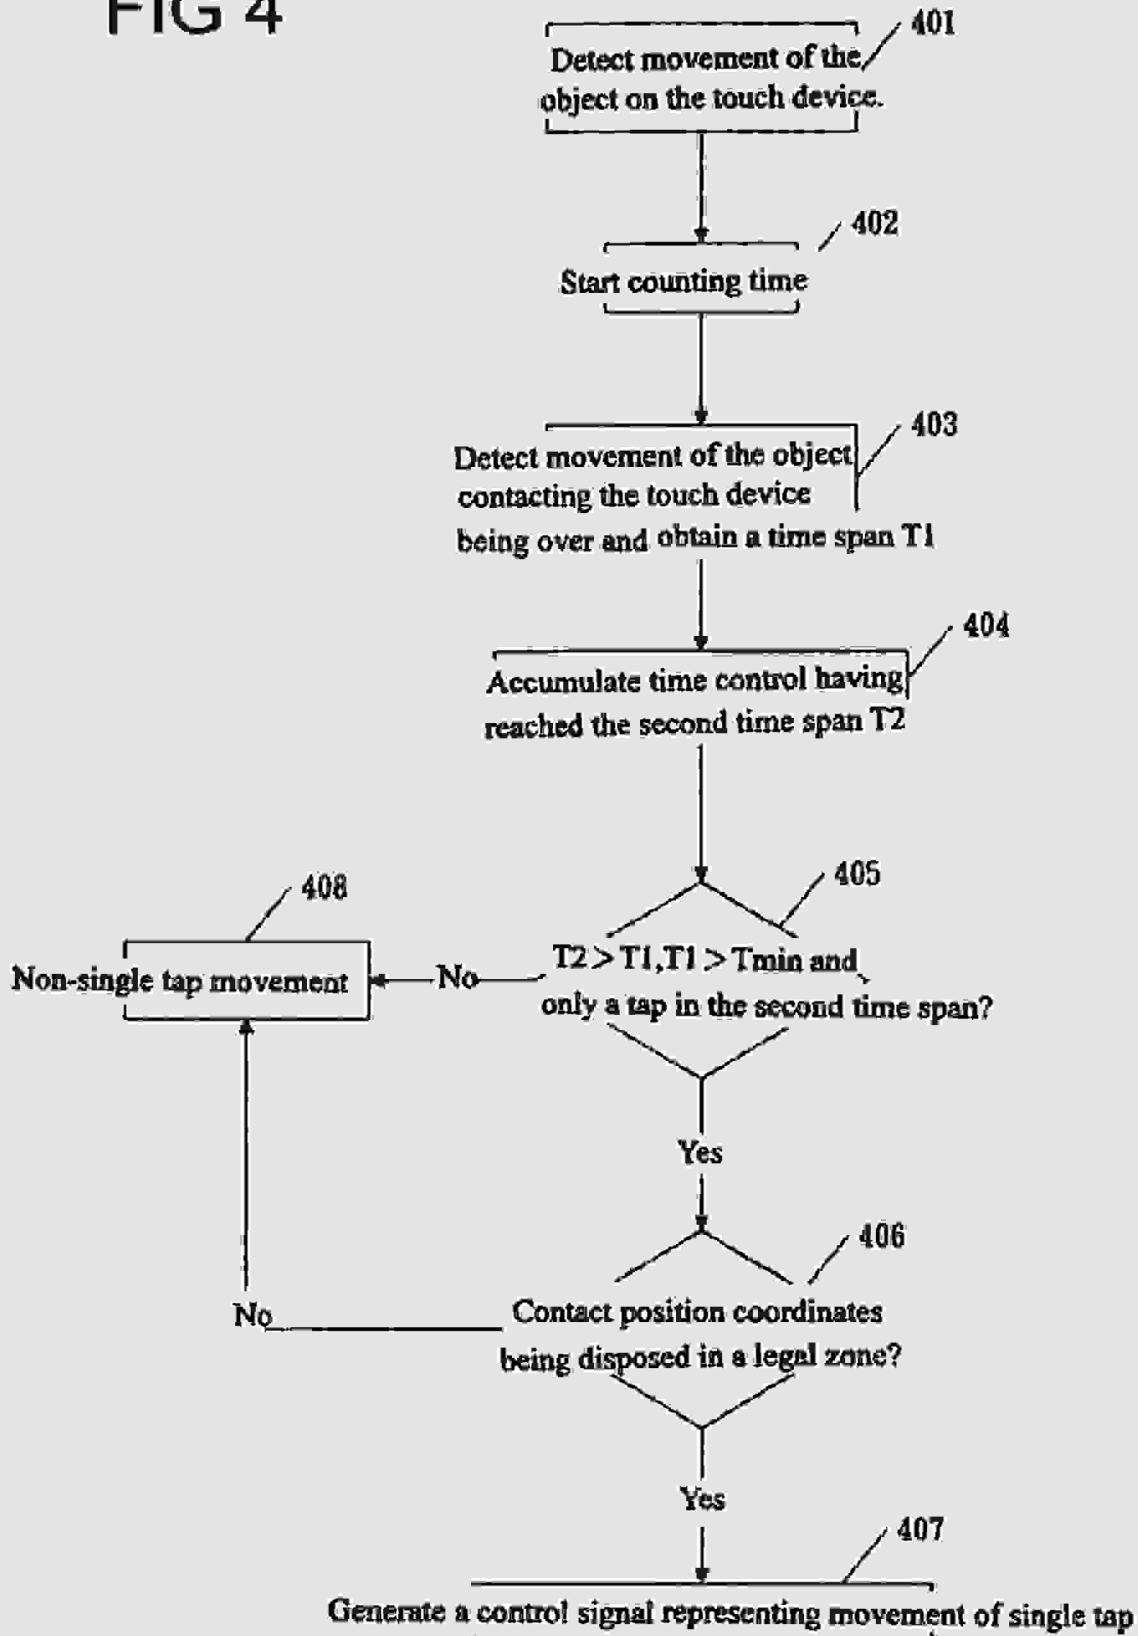 FIG 4
401
Detect movement of the
object on the touch device.
402
Start counting time
403
Detect movement of the object
contacting the touch device
being over and obtain a time span T1
404
Accumulate time control having
reached the second time span T2
405
T2>T1,T1>Tmin and
only a tap in the second time span?
No
408
Non-single tap movement
Yes
406
Contact position coordinates
being disposed in a legal zone?
No
Yes
407
Generate a control signal representing movement of single tap